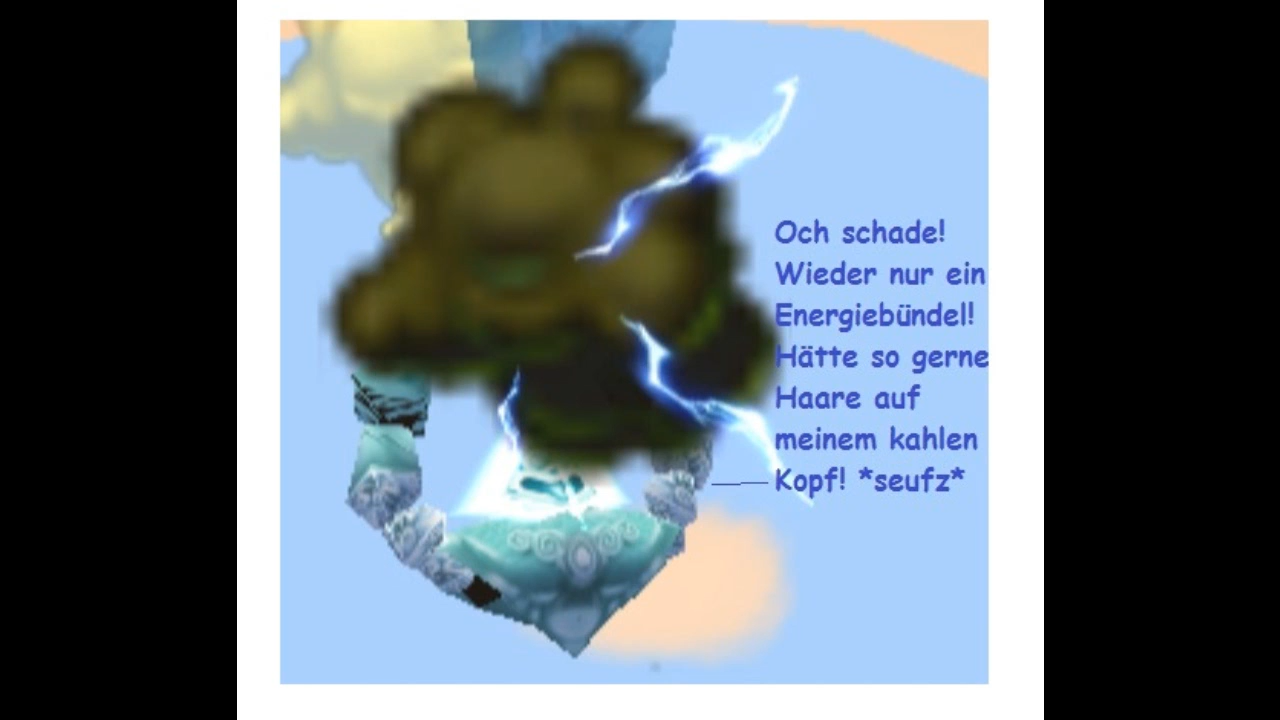 Och schade!
Wieder nur ein
Energiebündel!
Hätte so gerne
Haare auf
meinem kahlen
Kopf! *seufz*